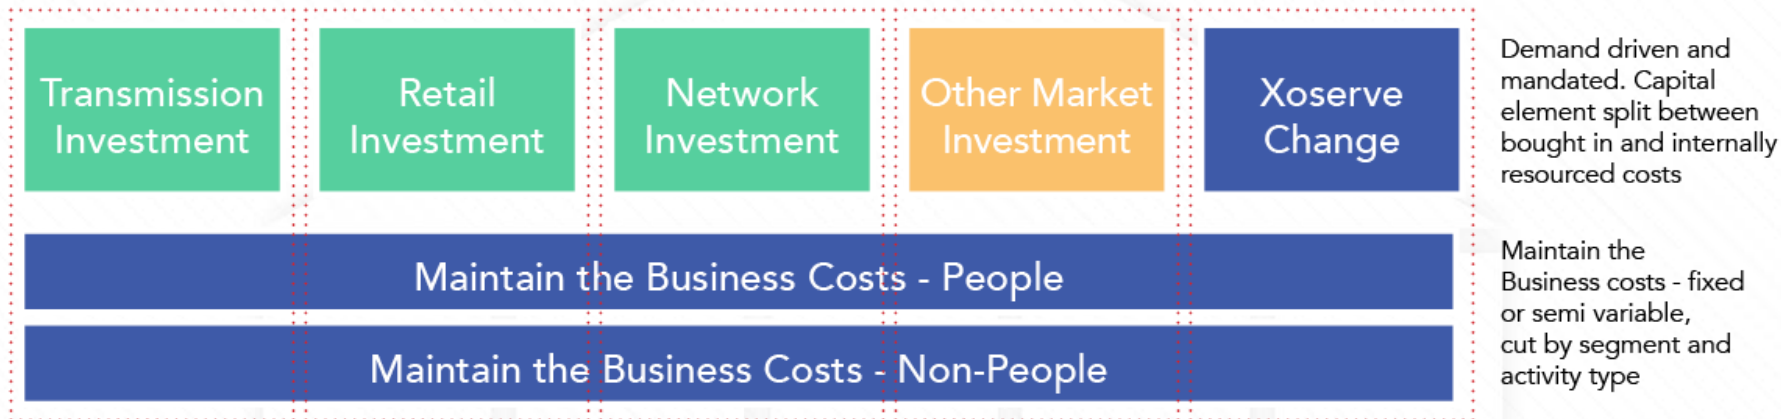 Transmission
Investment
Retail
Investment
Network
Investment
Other Market
Investment
Xoserve
Change
Demand driven and
mandated. Capital
element split between
bought in and internally
resourced costs
Maintain the Business Costs - People
Maintain the Business Costs - Non-People
Maintain the
Business costs - fixed
or semi variable,
cut by segment and
activity type